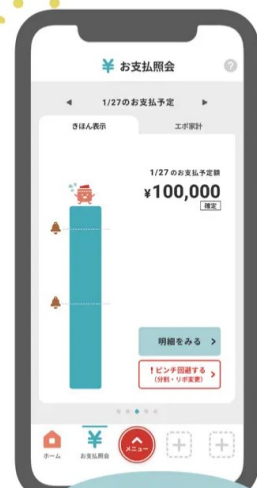 ¥ お支払照会
?
◀ 1/27のお支払予定 ▶
きほん表示
エポ家計
1/27 のお支払予定額
¥100,000
確定
明細をみる >
!ピンチ回避する >
(分割・リボ変更)
ホーム
¥
お支払照会
メニュー